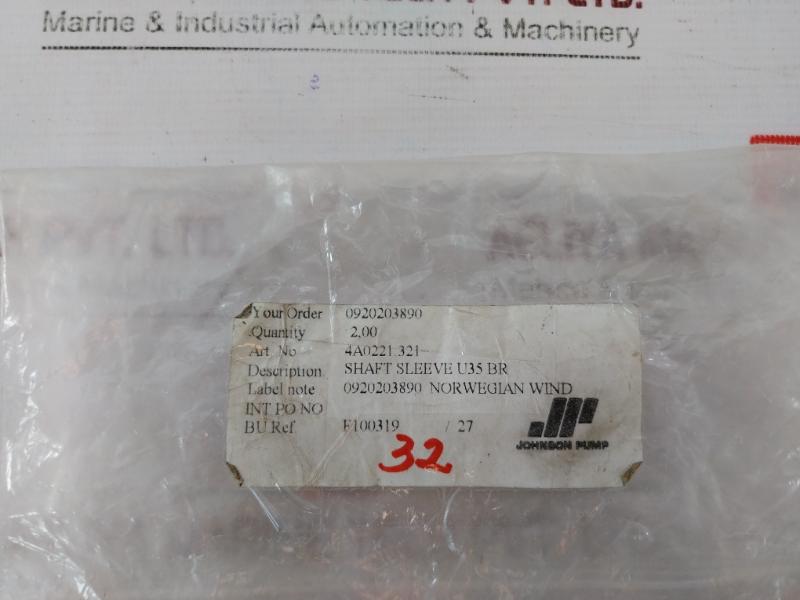 LTD.
Marine & Industrial Automation & Machinery
Your Order 0920203890
Quantity 2,00
Art. No 4A0221.321
Description SHAFT SLEEVE U35 BR
Label note 0920203890 NORWEGIAN WIND
INT PO NO
BU Ref F100319 / 27
32
JOHNSON PUMP